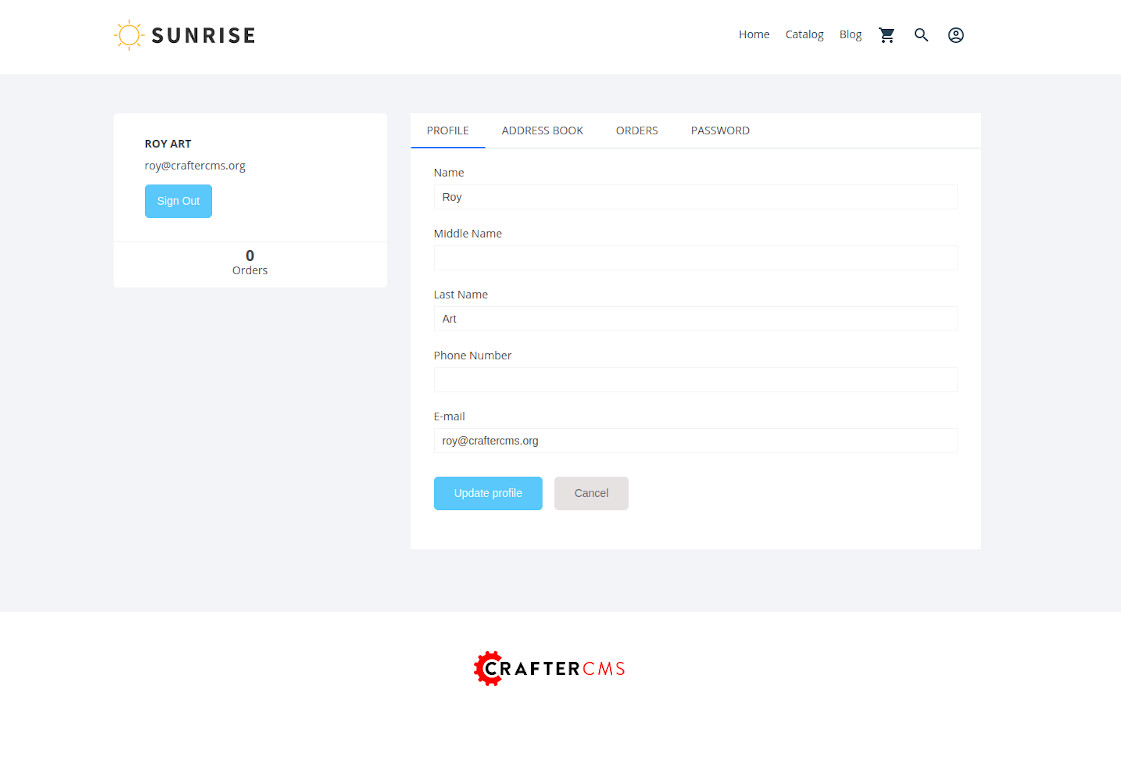 SUNRISE
Home Catalog Blog
ROY ART
roy@craftercms.org
Sign Out
0
Orders
PROFILE ADDRESS BOOK ORDERS PASSWORD
Name
Roy
Middle Name
Last Name
Art
Phone Number
E-mail
roy@craftercms.org
Update profile Cancel
CRAFTERCMS